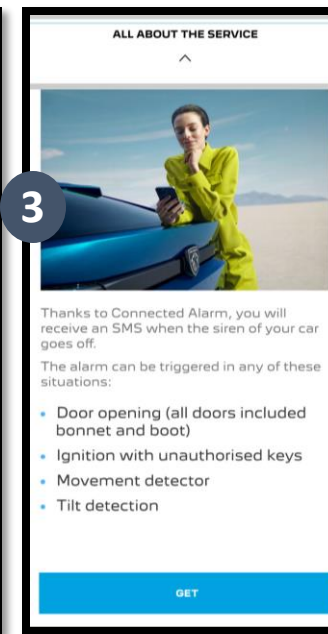 ALL ABOUT THE SERVICE
3
Thanks to Connected Alarm, you will
receive an SMS when the siren of your car
goes off.
The alarm can be triggered in any of these
situations:
• Door opening (all doors included
bonnet and boot)
• Ignition with unauthorised keys
• Movement detector
• Tilt detection
GET